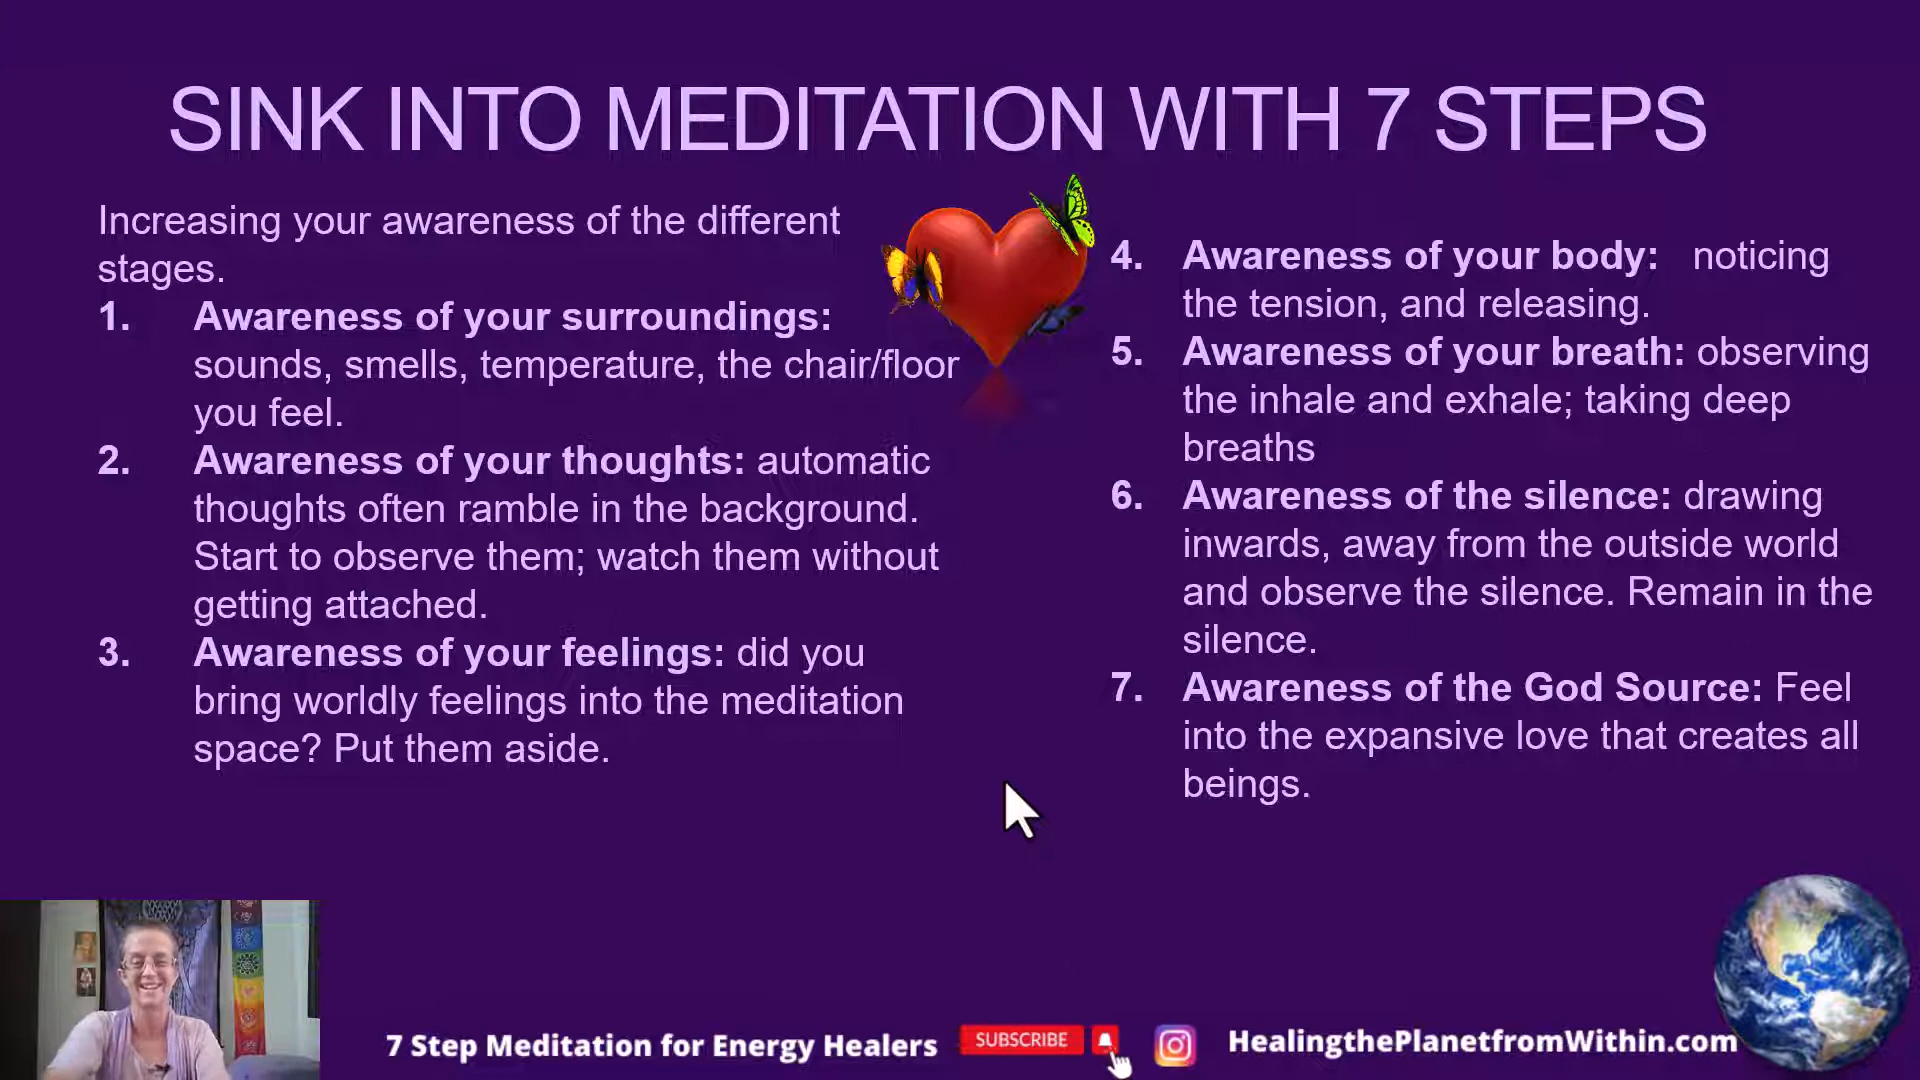 SINK INTO MEDITATION WITH 7 STEPS
Increasing your awareness of the different
stages.
1. Awareness of your surroundings:
sounds, smells, temperature, the chair/floor
you feel.
2. Awareness of your thoughts: automatic
thoughts often ramble in the background.
Start to observe them; watch them without
getting attached.
3. Awareness of your feelings: did you
bring worldly feelings into the meditation
space? Put them aside.
4. Awareness of your body: noticing
the tension, and releasing.
5. Awareness of your breath: observing
the inhale and exhale; taking deep
breaths
6. Awareness of the silence: drawing
inwards, away from the outside world
and observe the silence. Remain in the
silence.
7. Awareness of the God Source: Feel
into the expansive love that creates all
beings.
7 Step Meditation for Energy Healers
SUBSCRIBE
HealingthePlanetfromWithin.com